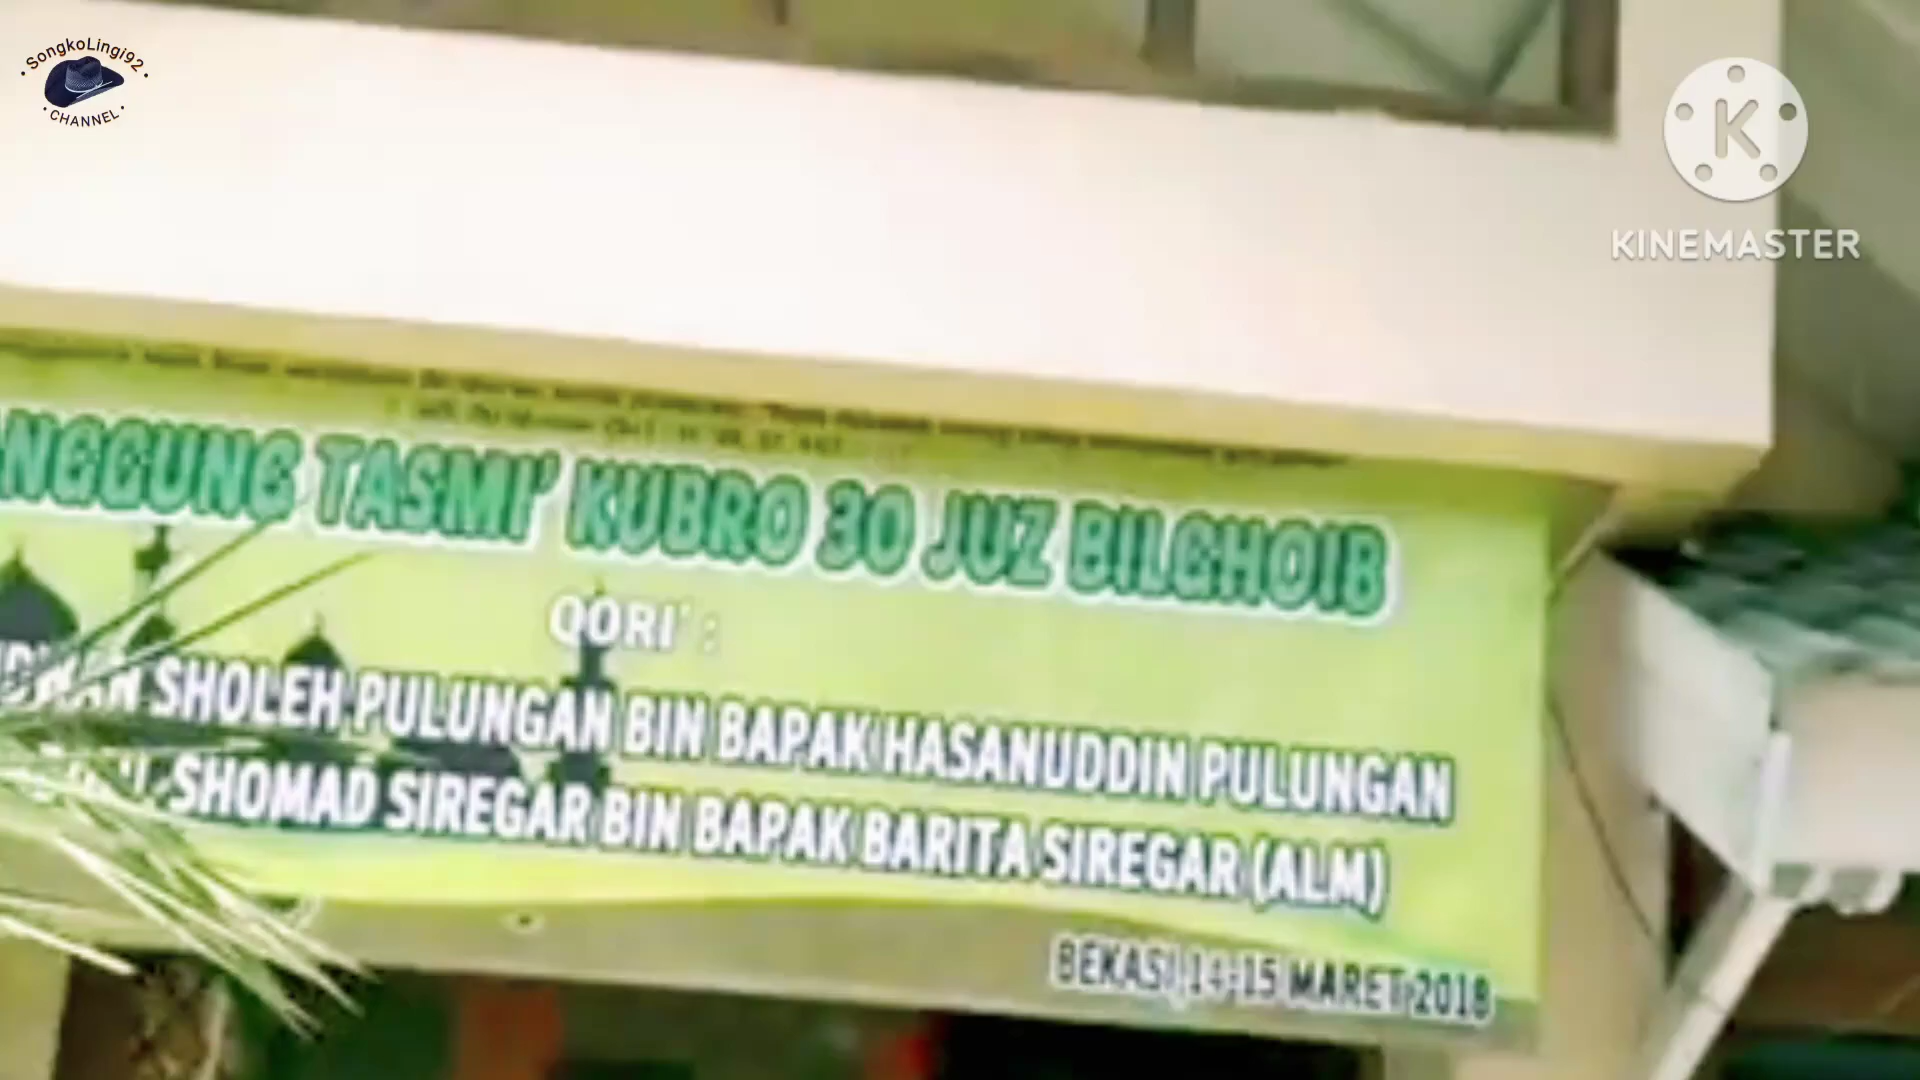 SongkoLingi92
CHANNEL
K
KINEMASTER
NGGUNG TASMI' KUBRO 30 JUZ BILGHOIB
QORI' :
SHOLEH PULUNGAN BIN BAPAK HASANUDDIN PULUNGAN
SHOMAD SIREGAR BIN BAPAK BARITA SIREGAR (ALM)
BEKASI, 14-15 MARET 2018